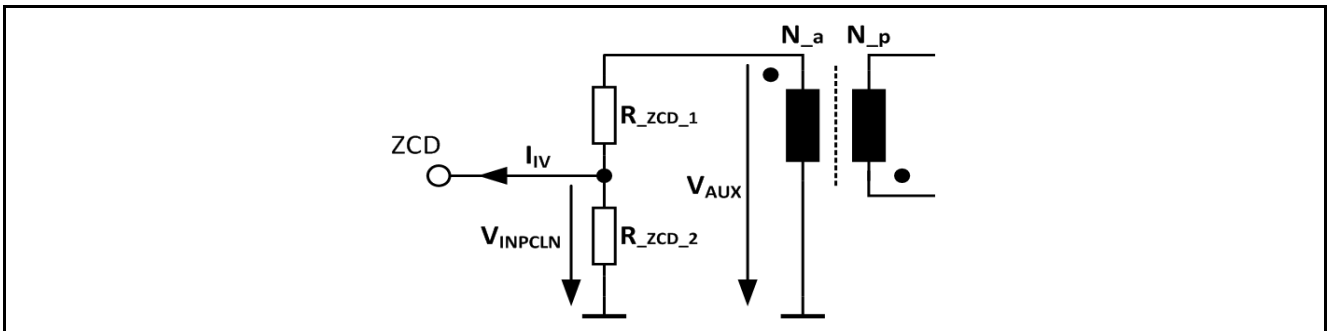 N_a N_p
R_ZCD_1
ZCD
I_IV
V_AUX
V_INPCLN
R_ZCD_2